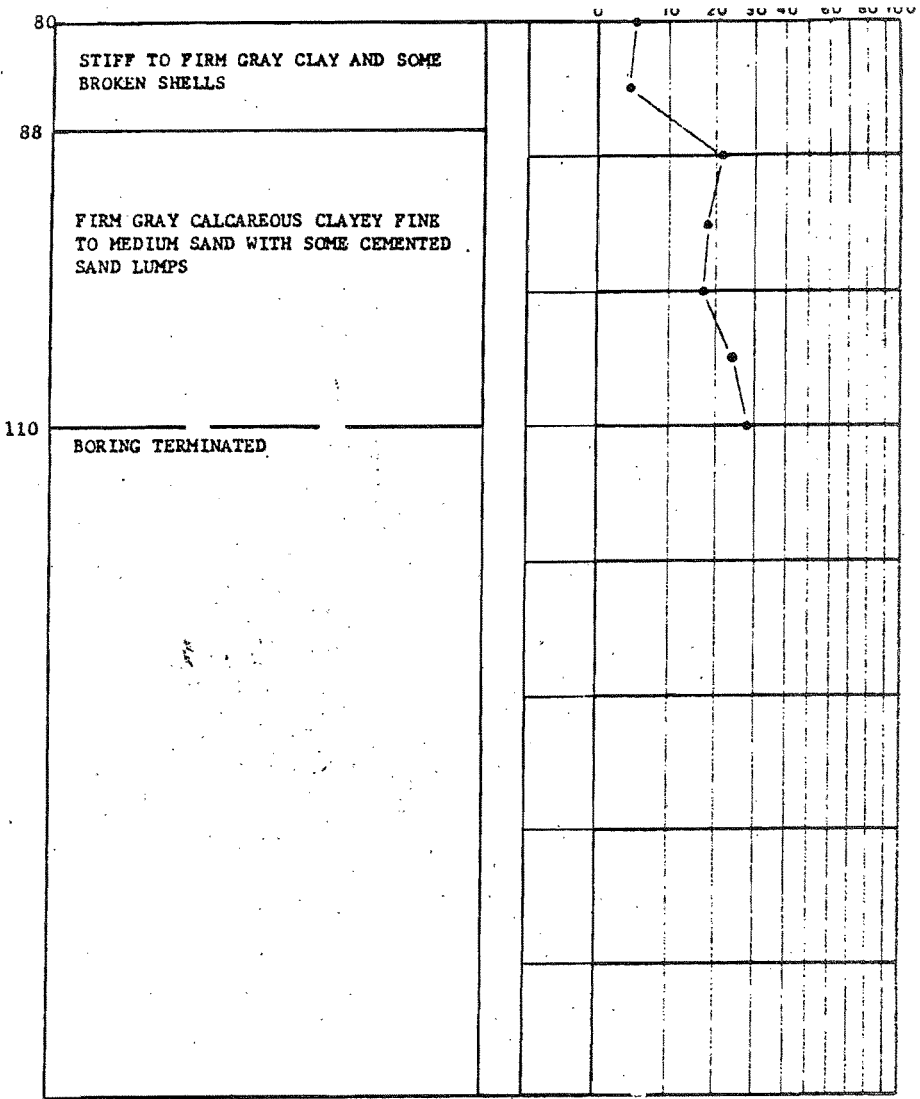 80
0 10 20 30 40 60 80 100
STIFF TO FIRM GRAY CLAY AND SOME
BROKEN SHELLS
88
FIRM GRAY CALCAREOUS CLAYEY FINE
TO MEDIUM SAND WITH SOME CEMENTED
SAND LUMPS
110
BORING TERMINATED